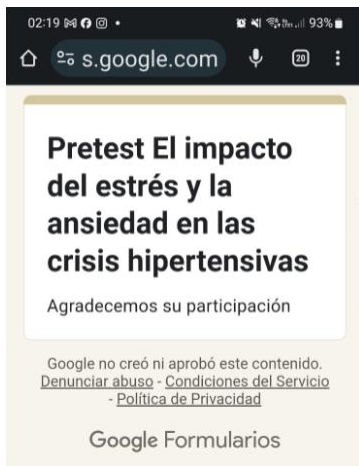 02:19
93%
s.google.com
20
Pretest El impacto
del estrés y la
ansiedad en las
crisis hipertensivas
Agradecemos su participación
Google no creó ni aprobó este contenido.
Denunciar abuso - Condiciones del Servicio
- Política de Privacidad
Google Formularios